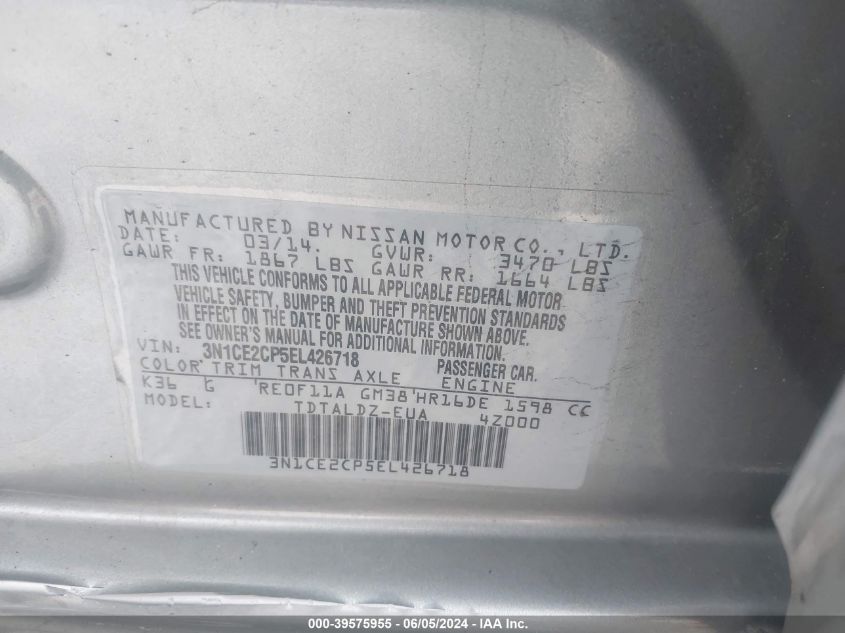 MANUFACTURED BY NISSAN MOTOR CO., LTD.
DATE: 03/14. GVWR: 3470 LBS
GAWR FR: 1867 LBS GAWR RR: 1664 LBS
THIS VEHICLE CONFORMS TO ALL APPLICABLE FEDERAL MOTOR
VEHICLE SAFETY, BUMPER AND THEFT PREVENTION STANDARDS
IN EFFECT ON THE DATE OF MANUFACTURE SHOWN ABOVE.
SEE OWNER'S MANUAL FOR ADDITIONAL INFORMATION.
VIN: 3N1CE2CP5EL426718 PASSENGER CAR.
COLOR TRIM TRANS AXLE ENGINE
K36 G RE0F11A GM38 HR16DE 1598 CC
MODEL: TDTALDZ-EUA 4Z000
3N1CE2CP5EL426718
000-39575955 - 06/05/2024 - IAA Inc.